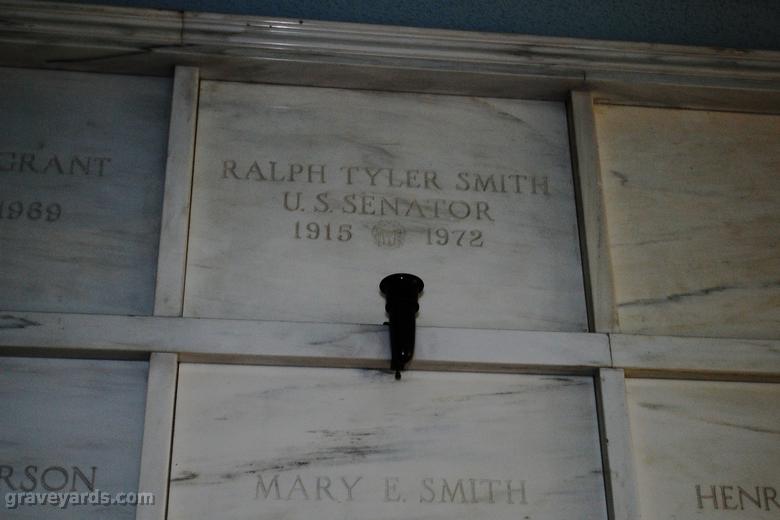 GRANT
1969
RALPH TYLER SMITH
U. S. SENATOR
1915 1972
RSON
MARY E. SMITH
HENR
graveyards.com